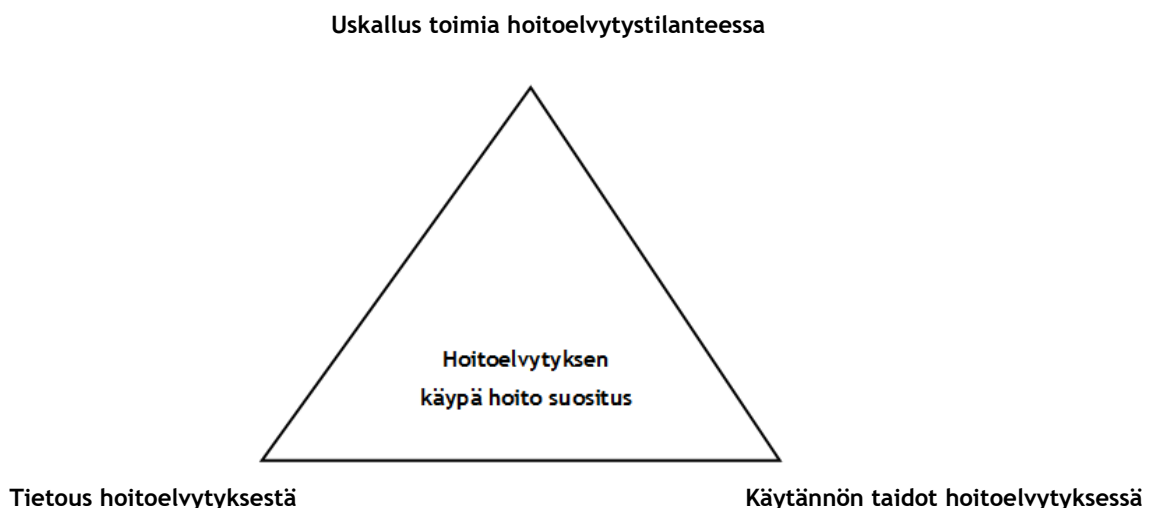 Uskallus toimia hoitoelvytystilanteessa
Hoitoelvytyksen
käypä hoito suositus
Tietous hoitoelvytyksestä
Käytännön taidot hoitoelvytyksessä